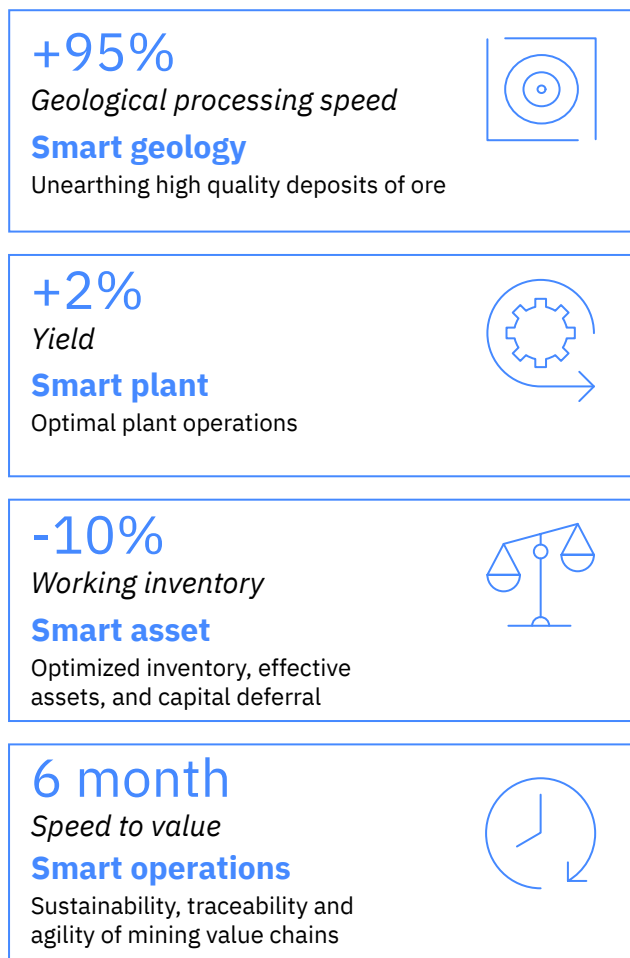 +95%
Geological processing speed
Smart geology
Unearthing high quality deposits of ore
+2%
Yield
Smart plant
Optimal plant operations
-10%
Working inventory
Smart asset
Optimized inventory, effective
assets, and capital deferral
6 month
Speed to value
Smart operations
Sustainability, traceability and
agility of mining value chains